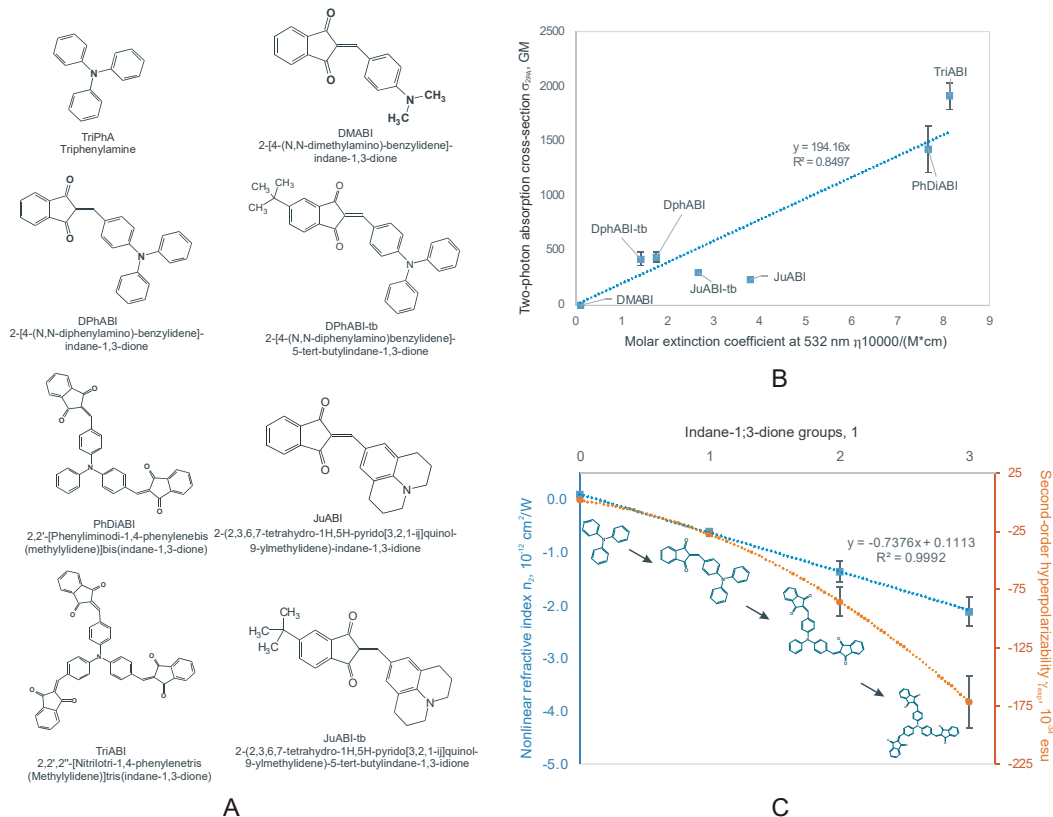 TriPhA
Triphenylamine
DMABI
2-[4-(N,N-dimethylamino)-benzylidene]-
indane-1,3-dione
DPhABI
2-[4-(N,N-diphenylamino)-benzylidene]-
indane-1,3-dione
DPhABI-tb
2-[4-(N,N-diphenylamino)benzylidene]-
5-tert-butylindane-1,3-dione
PhDiABI
2,2'-[Phenyliminodi-1,4-phenylenebis
(methylylidene)]bis(indane-1,3-dione)
JuABI
2-(2,3,6,7-tetrahydro-1H,5H-pyrido[3,2,1-ij]quinol-
9-ylmethylidene)-indane-1,3-idione
TriABI
2,2',2"-[Nitrilotri-1,4-phenylenetris
(Methylylidene)]tris(indane-1,3-dione)
JuABI-tb
2-(2,3,6,7-tetrahydro-1H,5H-pyrido[3,2,1-ij]quinol-
9-ylmethylidene)-5-tert-butylindane-1,3-idione
A
Two-photon absorption cross-section σ2PA, GM
2500
2000
1500
1000
500
0
TriABI
y = 194.16x
R² = 0.8497
PhDiABI
DphABI
DphABI-tb
JuABI-tb
JuABI
DMABI
0 1 2 3 4 5 6 7 8 9
Molar extinction coefficient at 532 nm η10000/(M*cm)
B
Indane-1;3-dione groups, 1
0 1 2 3
Nonlinear refractive index n2, 10-12 cm2/W
0.0
-1.0
-2.0
-3.0
-4.0
-5.0
y = -0.7376x + 0.1113
R² = 0.9992
25
-25
-75
-125
-175
-225
Second-order hyperpolarizability γexp, 10-34 esu
C